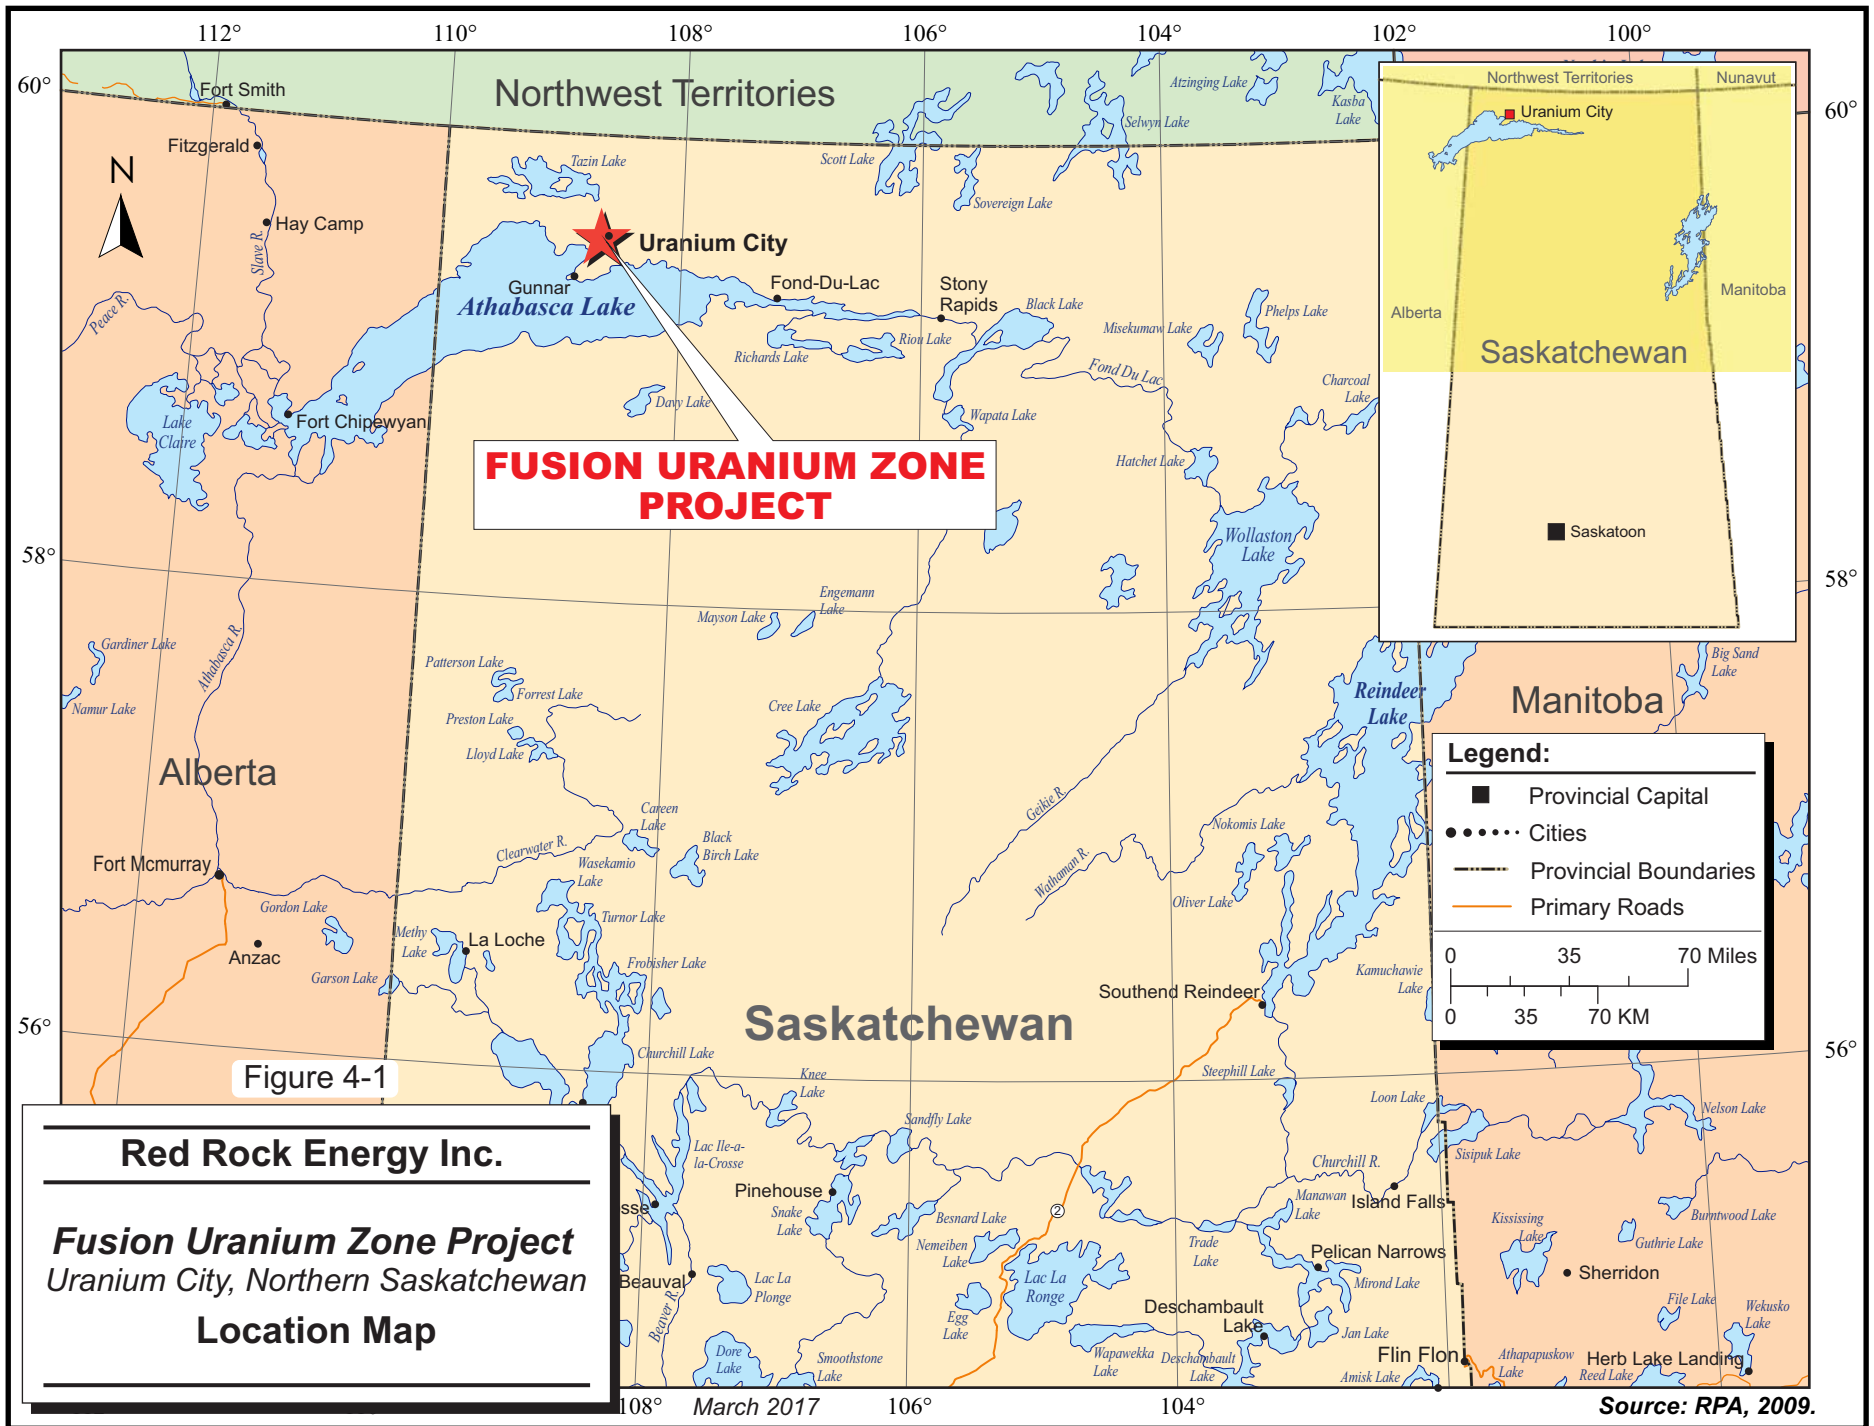 112°
110°
108°
106°
104°
102°
100°
60°
60°
58°
58°
56°
56°
108°
106°
104°
Northwest Territories
Fort Smith
Fitzgerald
N
Hay Camp
Slave R.
Peace R.
Tazin Lake
Scott Lake
Selwyn Lake
Atzinging Lake
Kasba
Lake
Sovereign Lake
Uranium City
Gunnar
Athabasca Lake
Fond-Du-Lac
Stony
Rapids
Black Lake
Riou Lake
Richards Lake
Misekumaw Lake
Phelps Lake
Fond Du Lac
Charcoal
Lake
Davy Lake
Wapata Lake
Lake
Claire
Fort Chipewyan
FUSION URANIUM ZONE
PROJECT
Hatchet Lake
Wollaston
Lake
Engemann
Lake
Mayson Lake
Gardiner Lake
Namur Lake
Athabasca R.
Patterson Lake
Forrest Lake
Preston Lake
Lloyd Lake
Cree Lake
Reindeer
Lake
Big Sand
Lake
Manitoba
Alberta
Careen
Lake
Black
Birch Lake
Clearwater R.
Wasekamio
Lake
Geikie R.
Wathaman R.
Nokomis Lake
Oliver Lake
Fort Mcmurray
Gordon Lake
Anzac
Garson Lake
Methy
Lake
La Loche
Turnor Lake
Frobisher Lake
Kamuchawie
Lake
Southend Reindeer
Saskatchewan
Churchill Lake
Knee
Lake
Sandfly Lake
Steephill Lake
Loon Lake
Nelson Lake
Sisipuk Lake
Lac Ile-a-
la-Crosse
Pinehouse
Snake
Lake
Besnard Lake
Nemeiben
Lake
2
Churchill R.
Manawan
Lake
Island Falls
Kississing
Lake
Burntwood Lake
Guthrie Lake
Trade
Lake
Pelican Narrows
Mirond Lake
Sherridon
sse
Beauval
Beaver R.
Lac La
Plonge
Lac La
Ronge
Egg
Lake
Deschambault
Lake
Jan Lake
File Lake
Wekusko
Lake
Dore
Lake
Smoothstone
Lake
Wapawekka
Lake
Deschambault
Lake
Amisk Lake
Flin Flon
Athapapuskow
Lake
Reed Lake
Herb Lake Landing
Northwest Territories
Nunavut
Uranium City
Alberta
Manitoba
Saskatchewan
Saskatoon
Legend:
Provincial Capital
Cities
Provincial Boundaries
Primary Roads
0 35 70 Miles
0 35 70 KM
Figure 4-1
Red Rock Energy Inc.
Fusion Uranium Zone Project
Uranium City, Northern Saskatchewan
Location Map
March 2017
Source: RPA, 2009.